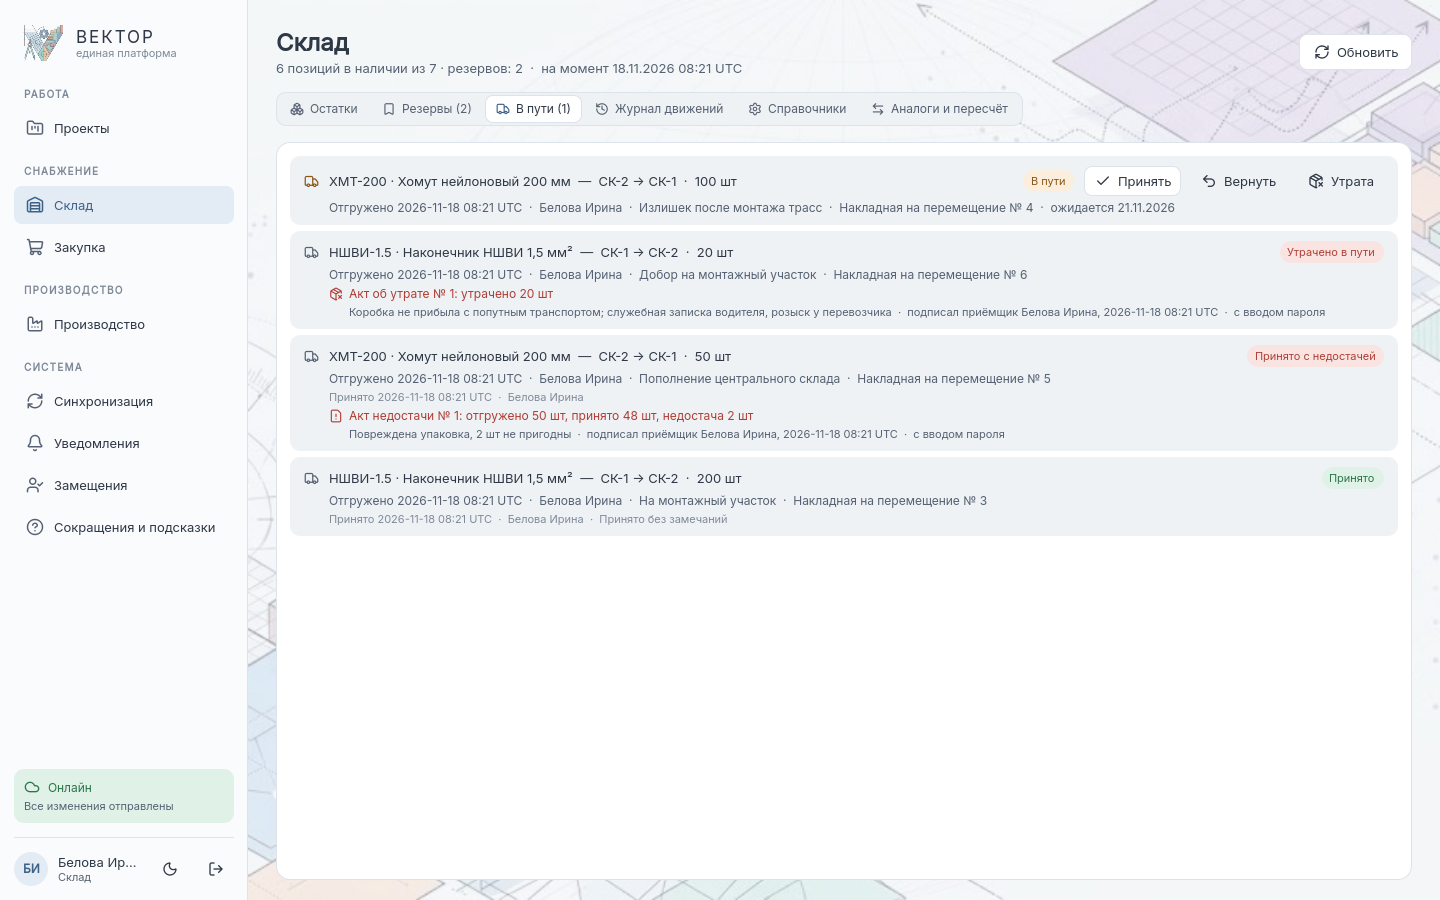 ВЕКТОР
единая платформа
РАБОТА
Проекты
СНАБЖЕНИЕ
Склад
Закупка
ПРОИЗВОДСТВО
Производство
СИСТЕМА
Синхронизация
Уведомления
Замещения
Сокращения и подсказки
Онлайн
Все изменения отправлены
БИ
Белова Ир...
Склад
Склад
6 позиций в наличии из 7 · резервов: 2 · на момент 18.11.2026 08:21 UTC
Обновить
Остатки
Резервы (2)
В пути (1)
Журнал движений
Справочники
Аналоги и пересчёт
ХМТ-200 · Хомут нейлоновый 200 мм — СК-2 → СК-1 · 100 шт
В пути
Принять
Вернуть
Утрата
Отгружено 2026-11-18 08:21 UTC · Белова Ирина · Излишек после монтажа трасс · Накладная на перемещение № 4 · ожидается 21.11.2026
НШВИ-1.5 · Наконечник НШВИ 1,5 мм² — СК-1 → СК-2 · 20 шт
Утрачено в пути
Отгружено 2026-11-18 08:21 UTC · Белова Ирина · Добор на монтажный участок · Накладная на перемещение № 6
Акт об утрате № 1: утрачено 20 шт
Коробка не прибыла с попутным транспортом; служебная записка водителя, розыск у перевозчика · подписал приёмщик Белова Ирина, 2026-11-18 08:21 UTC · с вводом пароля
ХМТ-200 · Хомут нейлоновый 200 мм — СК-2 → СК-1 · 50 шт
Принято с недостачей
Отгружено 2026-11-18 08:21 UTC · Белова Ирина · Пополнение центрального склада · Накладная на перемещение № 5
Принято 2026-11-18 08:21 UTC · Белова Ирина
Акт недостачи № 1: отгружено 50 шт, принято 48 шт, недостача 2 шт
Повреждена упаковка, 2 шт не пригодны · подписал приёмщик Белова Ирина, 2026-11-18 08:21 UTC · с вводом пароля
НШВИ-1.5 · Наконечник НШВИ 1,5 мм² — СК-1 → СК-2 · 200 шт
Принято
Отгружено 2026-11-18 08:21 UTC · Белова Ирина · На монтажный участок · Накладная на перемещение № 3
Принято 2026-11-18 08:21 UTC · Белова Ирина · Принято без замечаний